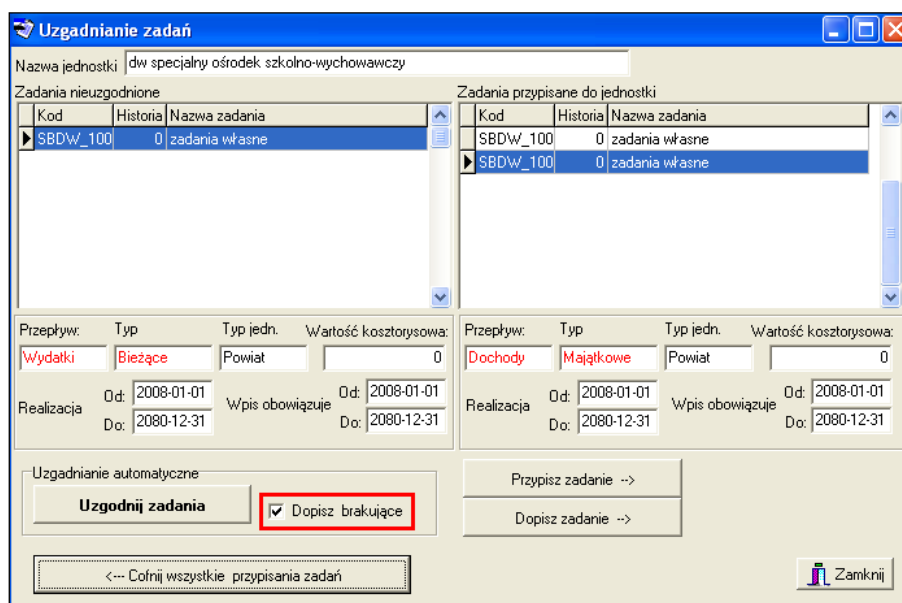 Uzgadnianie zadań
Nazwa jednostki dw specjalny ośrodek szkolno-wychowawczy
Zadania nieuzgodnione
Kod Historia Nazwa zadania
SBDW_100 0 zadania własne
Zadania przypisane do jednostki
Kod Historia Nazwa zadania
SBDW_100 0 zadania własne
SBDW_100 0 zadania własne
Przepływ: Typ Typ jedn. Wartość kosztorysowa:
Wydatki Bieżące Powiat 0
Realizacja Od: 2008-01-01 Wpis obowiązuje Od: 2008-01-01
Do: 2080-12-31 Do: 2080-12-31
Przepływ: Typ Typ jedn. Wartość kosztorysowa:
Dochody Majątkowe Powiat 0
Realizacja Od: 2008-01-01 Wpis obowiązuje Od: 2008-01-01
Do: 2080-12-31 Do: 2080-12-31
Uzgadnianie automatyczne
Uzgodnij zadania Dopisz brakujące
Przypisz zadanie -->
Dopisz zadanie -->
<--- Cofnij wszystkie przypisania zadań
Zamknij